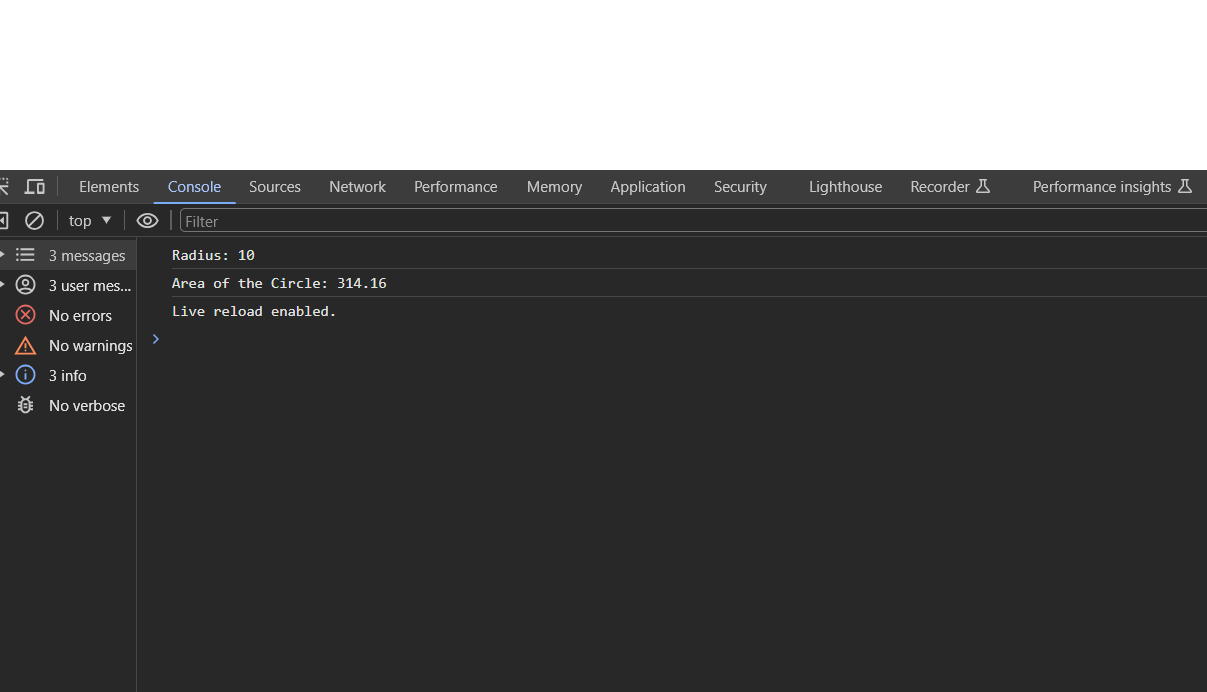 Elements Console Sources Network Performance Memory Application Security Lighthouse Recorder Performance insights
top Filter
3 messages
3 user mes...
No errors
No warnings
3 info
No verbose
Radius: 10
Area of the Circle: 314.16
Live reload enabled.